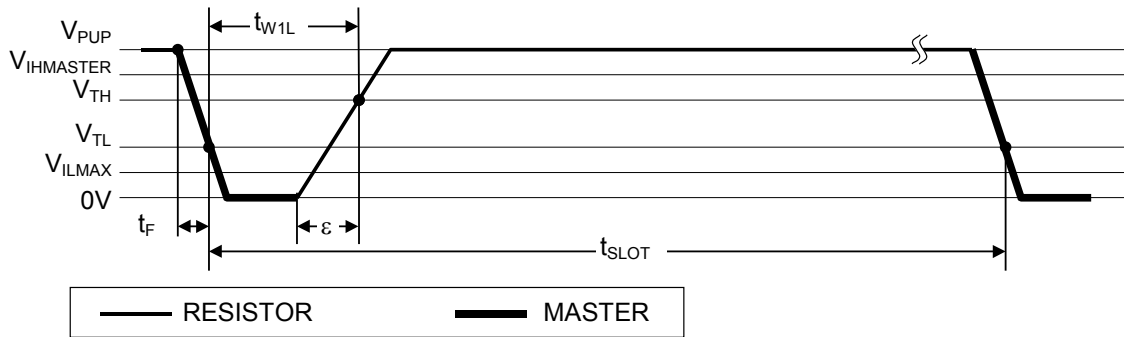 t_W1L
V_PUP
V_IHMASTER
V_TH
V_TL
V_ILMAX
0V
t_F
ε
t_SLOT
RESISTOR MASTER